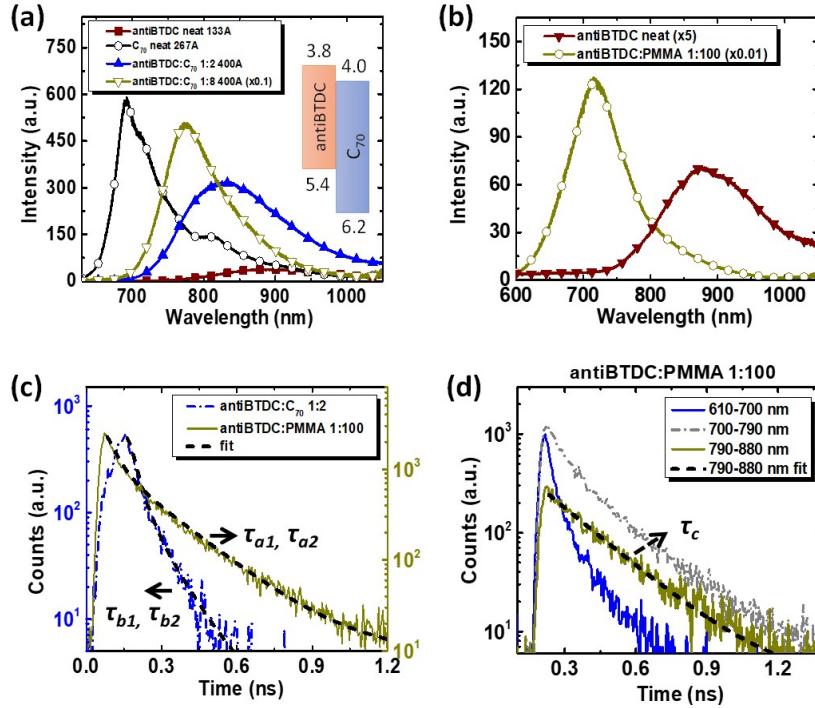 (a)
Intensity (a.u.)
750
600
450
300
150
0
antiBTDC neat 133A
C70 neat 267A
antiBTDC:C70 1:2 400A
antiBTDC:C70 1:8 400A (x0.1)
3.8
4.0
antiBTDC
C70
5.4
6.2
700 800 900 1000
Wavelength (nm)
(b)
Intensity (a.u.)
150
120
90
60
30
0
antiBTDC neat (x5)
antiBTDC:PMMA 1:100 (x0.01)
600 700 800 900 1000
Wavelength (nm)
(c)
Counts (a.u.)
10³
10²
10¹
antiBTDC:C70 1:2
antiBTDC:PMMA 1:100
fit
τa1, τa2
τb1, τb2
10³
10²
10¹
0.0 0.3 0.6 0.9 1.2
Time (ns)
(d)
antiBTDC:PMMA 1:100
Counts (a.u.)
10³
10²
10¹
610-700 nm
700-790 nm
790-880 nm
790-880 nm fit
τc
0.3 0.6 0.9 1.2
Time (ns)